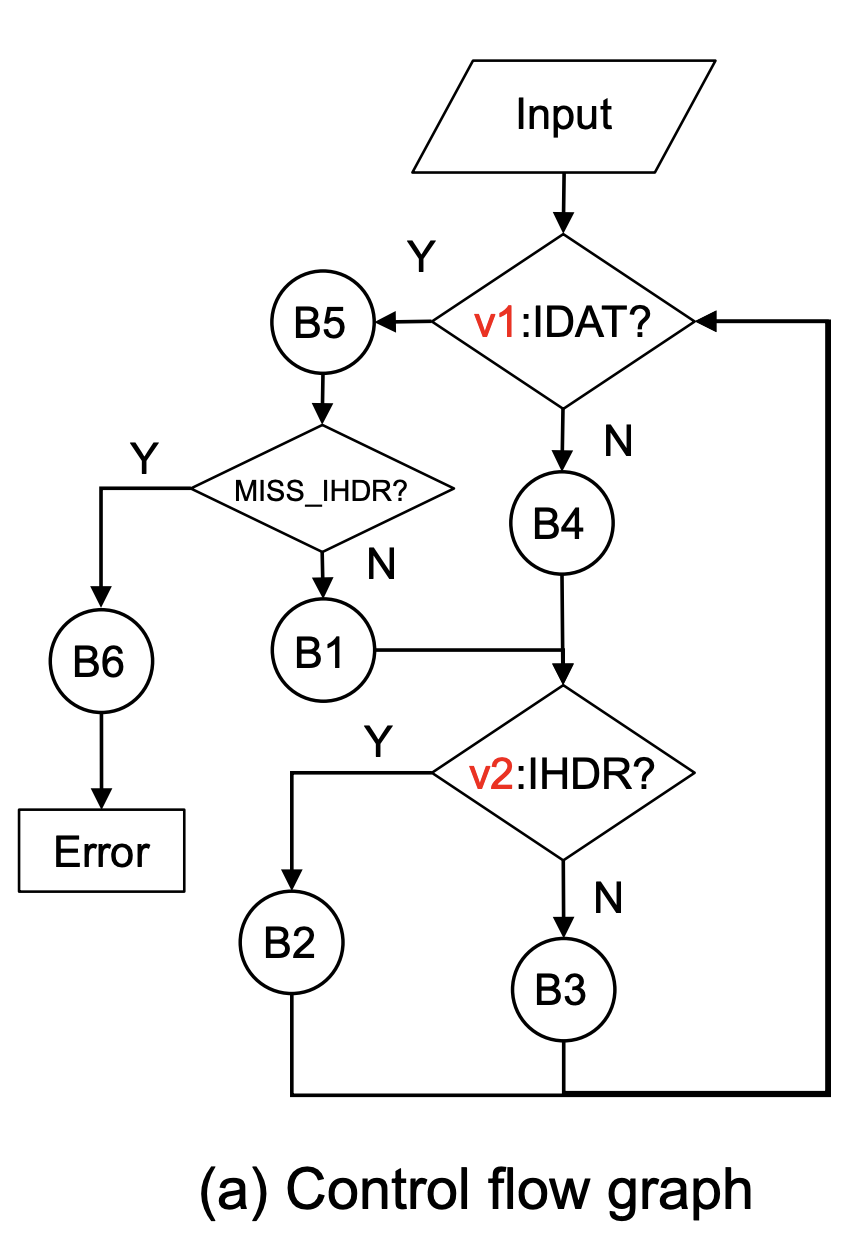 Input
Y
B5
v1:IDAT?
N
Y
MISS_IHDR?
B4
N
B6
B1
Y
v2:IHDR?
Error
N
B2
B3
(a) Control flow graph